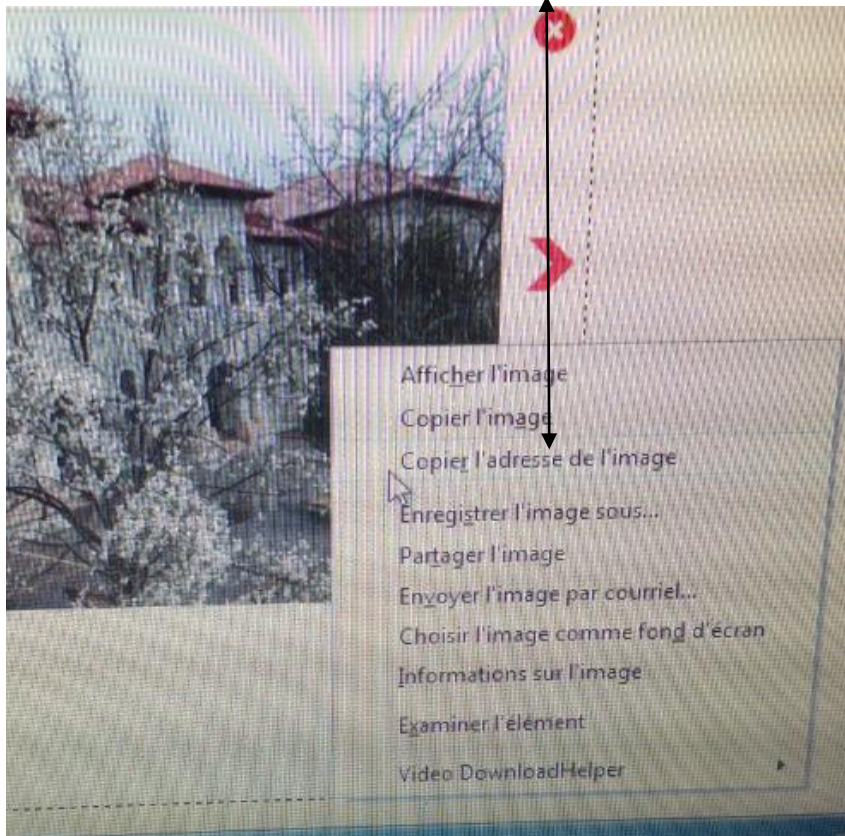 Afficher l'image
Copier l'image
Copier l'adresse de l'image
Enregistrer l'image sous...
Partager l'image
Envoyer l'image par courriel...
Choisir l'image comme fond d'écran
Informations sur l'image
Examiner l'élément
Video DownloadHelper